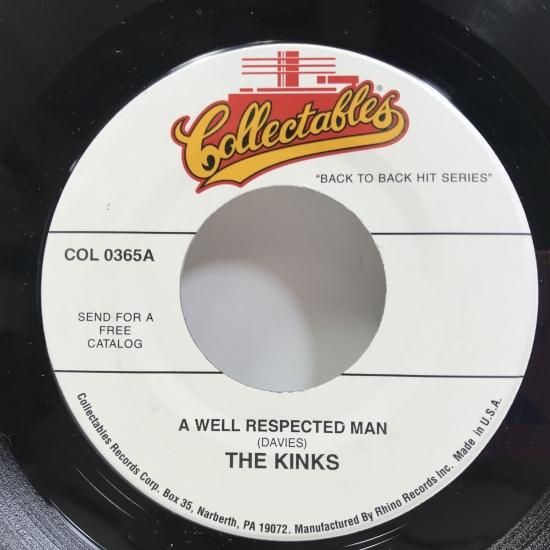 Collectables
"BACK TO BACK HIT SERIES"
COL 0365A
SEND FOR A
FREE
CATALOG
A WELL RESPECTED MAN
(DAVIES)
THE KINKS
Collectables Records Corp. Box 35, Narberth, PA 19072. Manufactured By Rhino Records Inc. Made in U.S.A.